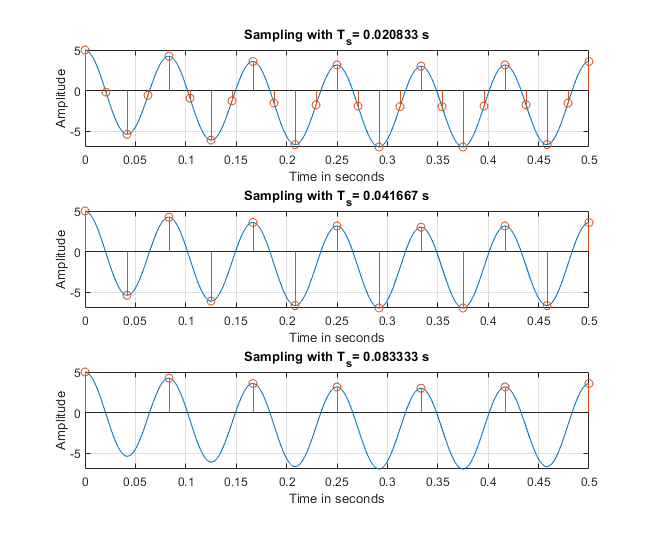 Sampling with Ts= 0.020833 s
5
0
-5
Amplitude
0 0.05 0.1 0.15 0.2 0.25 0.3 0.35 0.4 0.45 0.5
Time in seconds
Sampling with Ts= 0.041667 s
5
0
-5
Amplitude
0 0.05 0.1 0.15 0.2 0.25 0.3 0.35 0.4 0.45 0.5
Time in seconds
Sampling with Ts= 0.083333 s
5
0
-5
Amplitude
0 0.05 0.1 0.15 0.2 0.25 0.3 0.35 0.4 0.45 0.5
Time in seconds